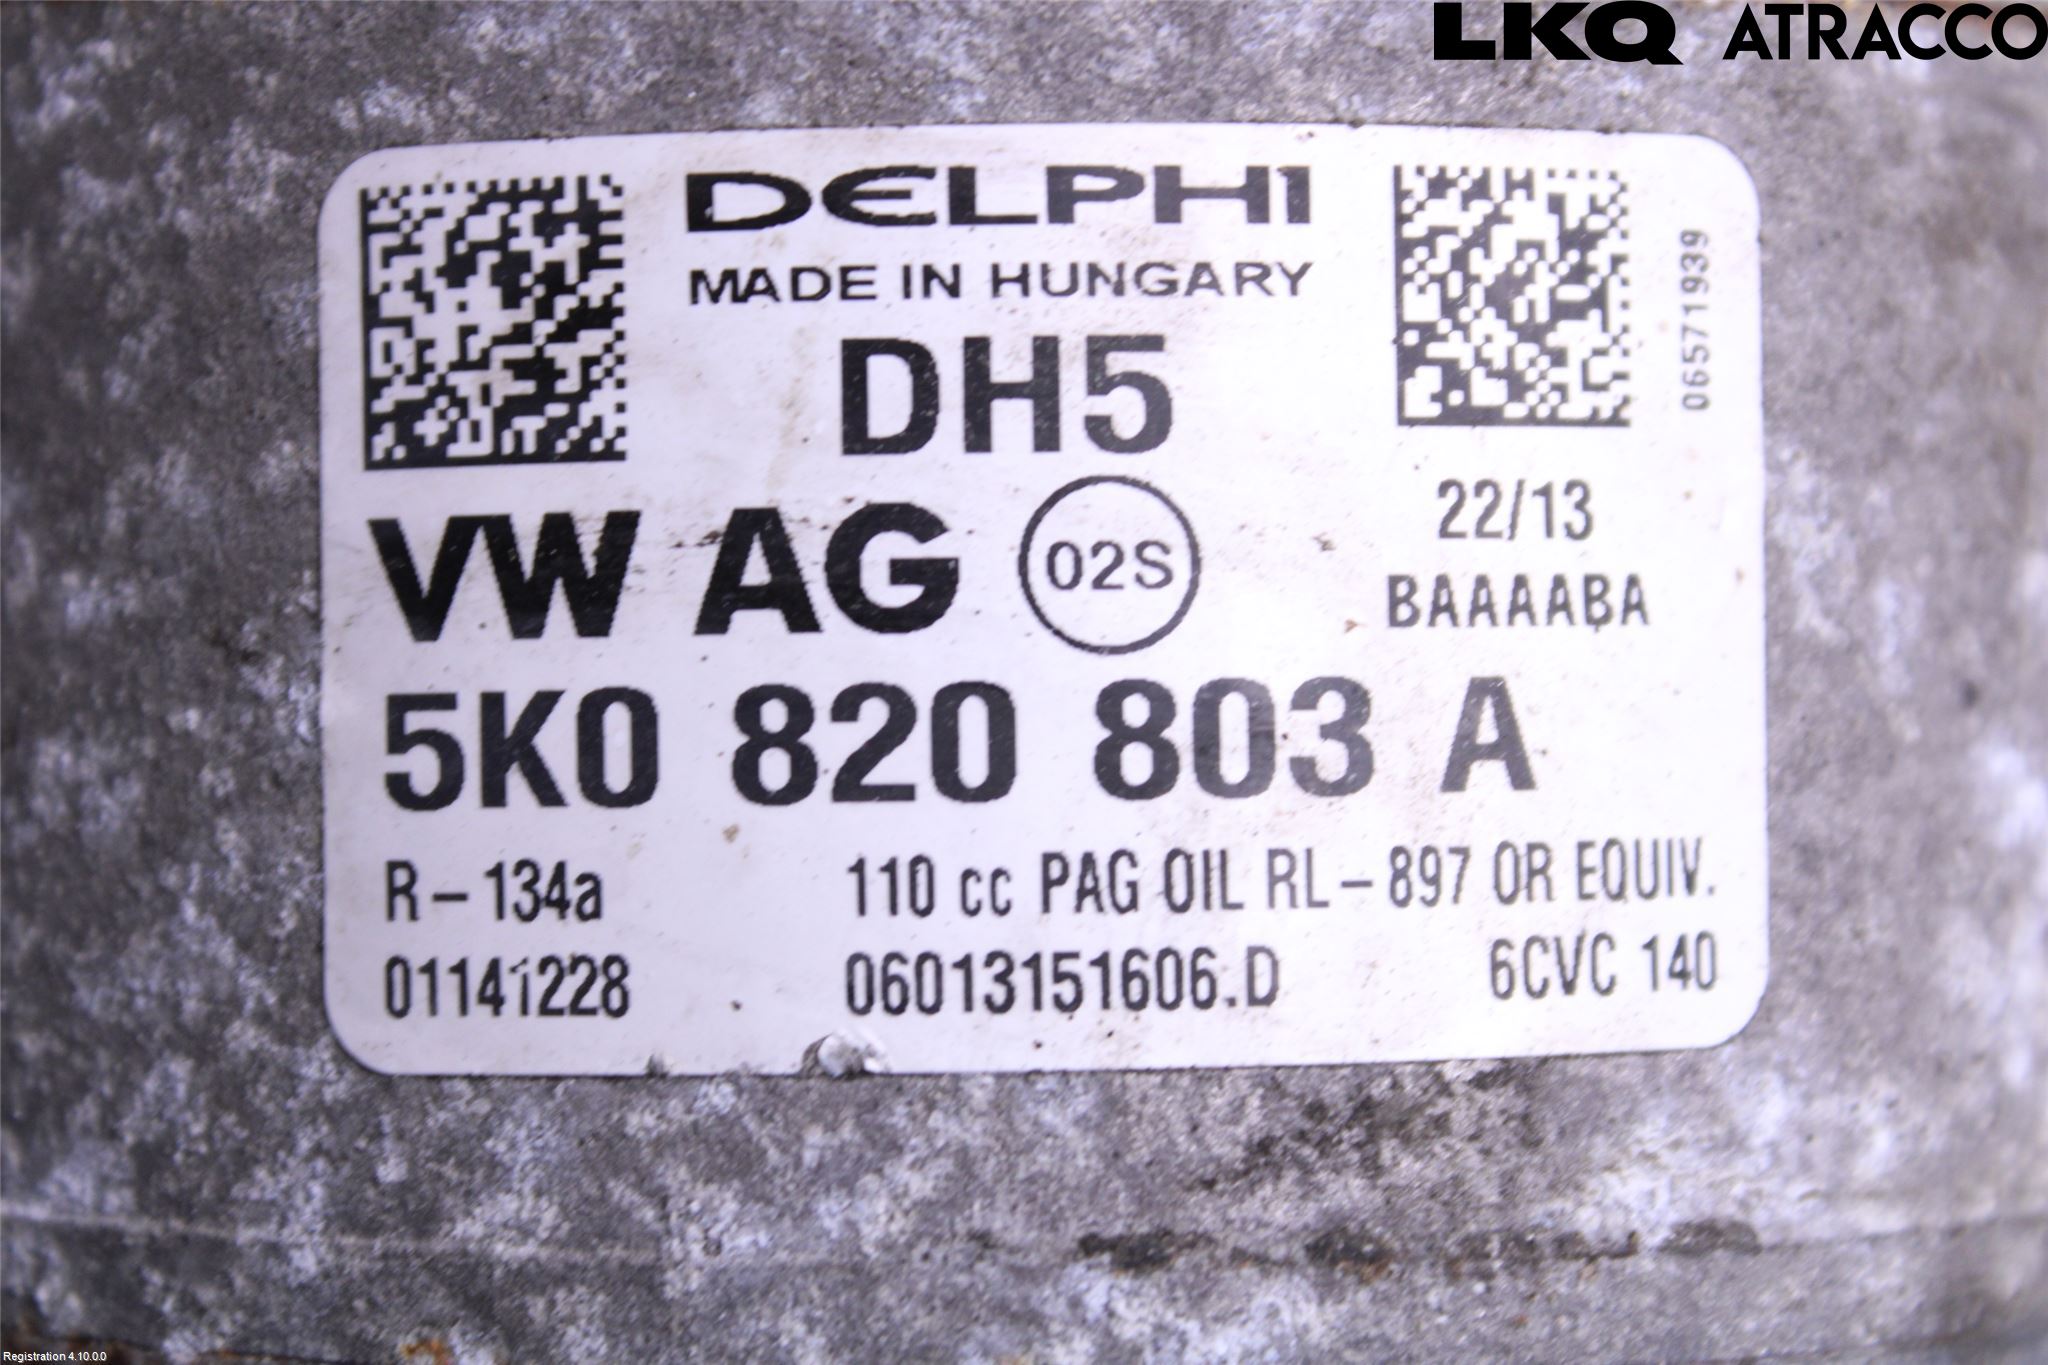 LKQ ATRACCO
DELPHI
MADE IN HUNGARY
DH5
065771939
22/13
BAAAABA
VW AG 02S
5K0 820 803 A
R-134a 110 cc PAG OIL RL-897 OR EQUIV.
01141228 06013151606.D 6CVC 140
Registration 4.10.0.0